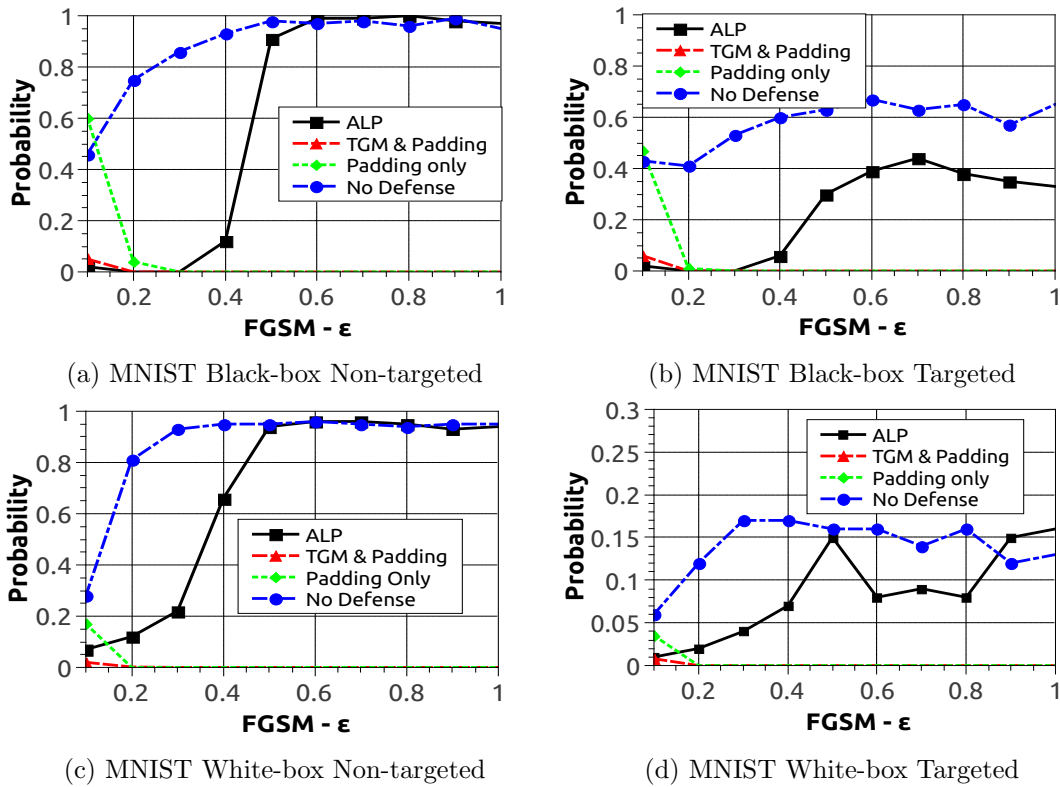 1
0.8
0.6
0.4
0.2
0
Probability
ALP
TGM & Padding
Padding only
No Defense
0.2 0.4 0.6 0.8 1
FGSM - ε
(a) MNIST Black-box Non-targeted
1
0.8
0.6
0.4
0.2
0
Probability
ALP
TGM & Padding
Padding only
No Defense
0.2 0.4 0.6 0.8 1
FGSM - ε
(b) MNIST Black-box Targeted
1
0.8
0.6
0.4
0.2
0
Probability
ALP
TGM & Padding
Padding Only
No Defense
0.2 0.4 0.6 0.8 1
FGSM - ε
(c) MNIST White-box Non-targeted
0.3
0.25
0.2
0.15
0.1
0.05
0
Probability
ALP
TGM & Padding
Padding only
No Defense
0.2 0.4 0.6 0.8 1
FGSM - ε
(d) MNIST White-box Targeted